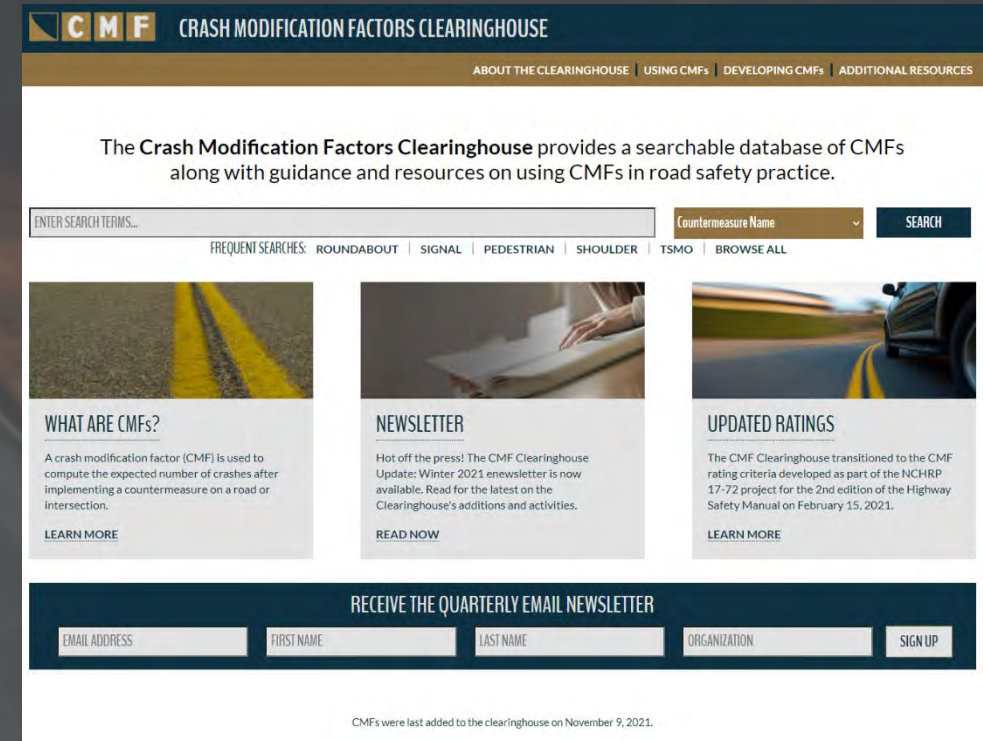 CMF CRASH MODIFICATION FACTORS CLEARINGHOUSE
ABOUT THE CLEARINGHOUSE | USING CMFs | DEVELOPING CMFs | ADDITIONAL RESOURCES
The Crash Modification Factors Clearinghouse provides a searchable database of CMFs
along with guidance and resources on using CMFs in road safety practice.
ENTER SEARCH TERMS... Countermeasure Name SEARCH
FREQUENT SEARCHES: ROUNDABOUT | SIGNAL | PEDESTRIAN | SHOULDER | TSMO | BROWSE ALL
WHAT ARE CMFs?
A crash modification factor (CMF) is used to
compute the expected number of crashes after
implementing a countermeasure on a road or
intersection.
LEARN MORE
NEWSLETTER
Hot off the press! The CMF Clearinghouse
Update: Winter 2021 enewsletter is now
available. Read for the latest on the
Clearinghouse's additions and activities.
READ NOW
UPDATED RATINGS
The CMF Clearinghouse transitioned to the CMF
rating criteria developed as part of the NCHRP
17-72 project for the 2nd edition of the Highway
Safety Manual on February 15, 2021.
LEARN MORE
RECEIVE THE QUARTERLY EMAIL NEWSLETTER
EMAIL ADDRESS FIRST NAME LAST NAME ORGANIZATION SIGN UP
CMFs were last added to the clearinghouse on November 9, 2021.